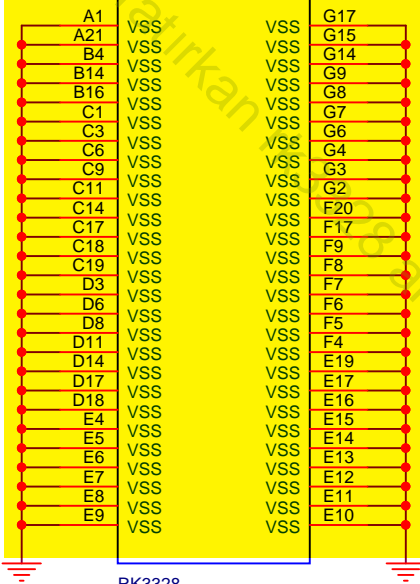 A1 VSS VSS G17
A21 VSS VSS G15
B4 VSS VSS G14
B14 VSS VSS G9
B16 VSS VSS G8
C1 VSS VSS G7
C3 VSS VSS G6
C6 VSS VSS G4
C9 VSS VSS G3
C11 VSS VSS G2
C14 VSS VSS F20
C17 VSS VSS F17
C18 VSS VSS F9
C19 VSS VSS F8
D3 VSS VSS F7
D6 VSS VSS F6
D8 VSS VSS F5
D11 VSS VSS F4
D14 VSS VSS E19
D17 VSS VSS E17
D18 VSS VSS E16
E4 VSS VSS E15
E5 VSS VSS E14
E6 VSS VSS E13
E7 VSS VSS E12
E8 VSS VSS E11
E9 VSS VSS E10
RK3328